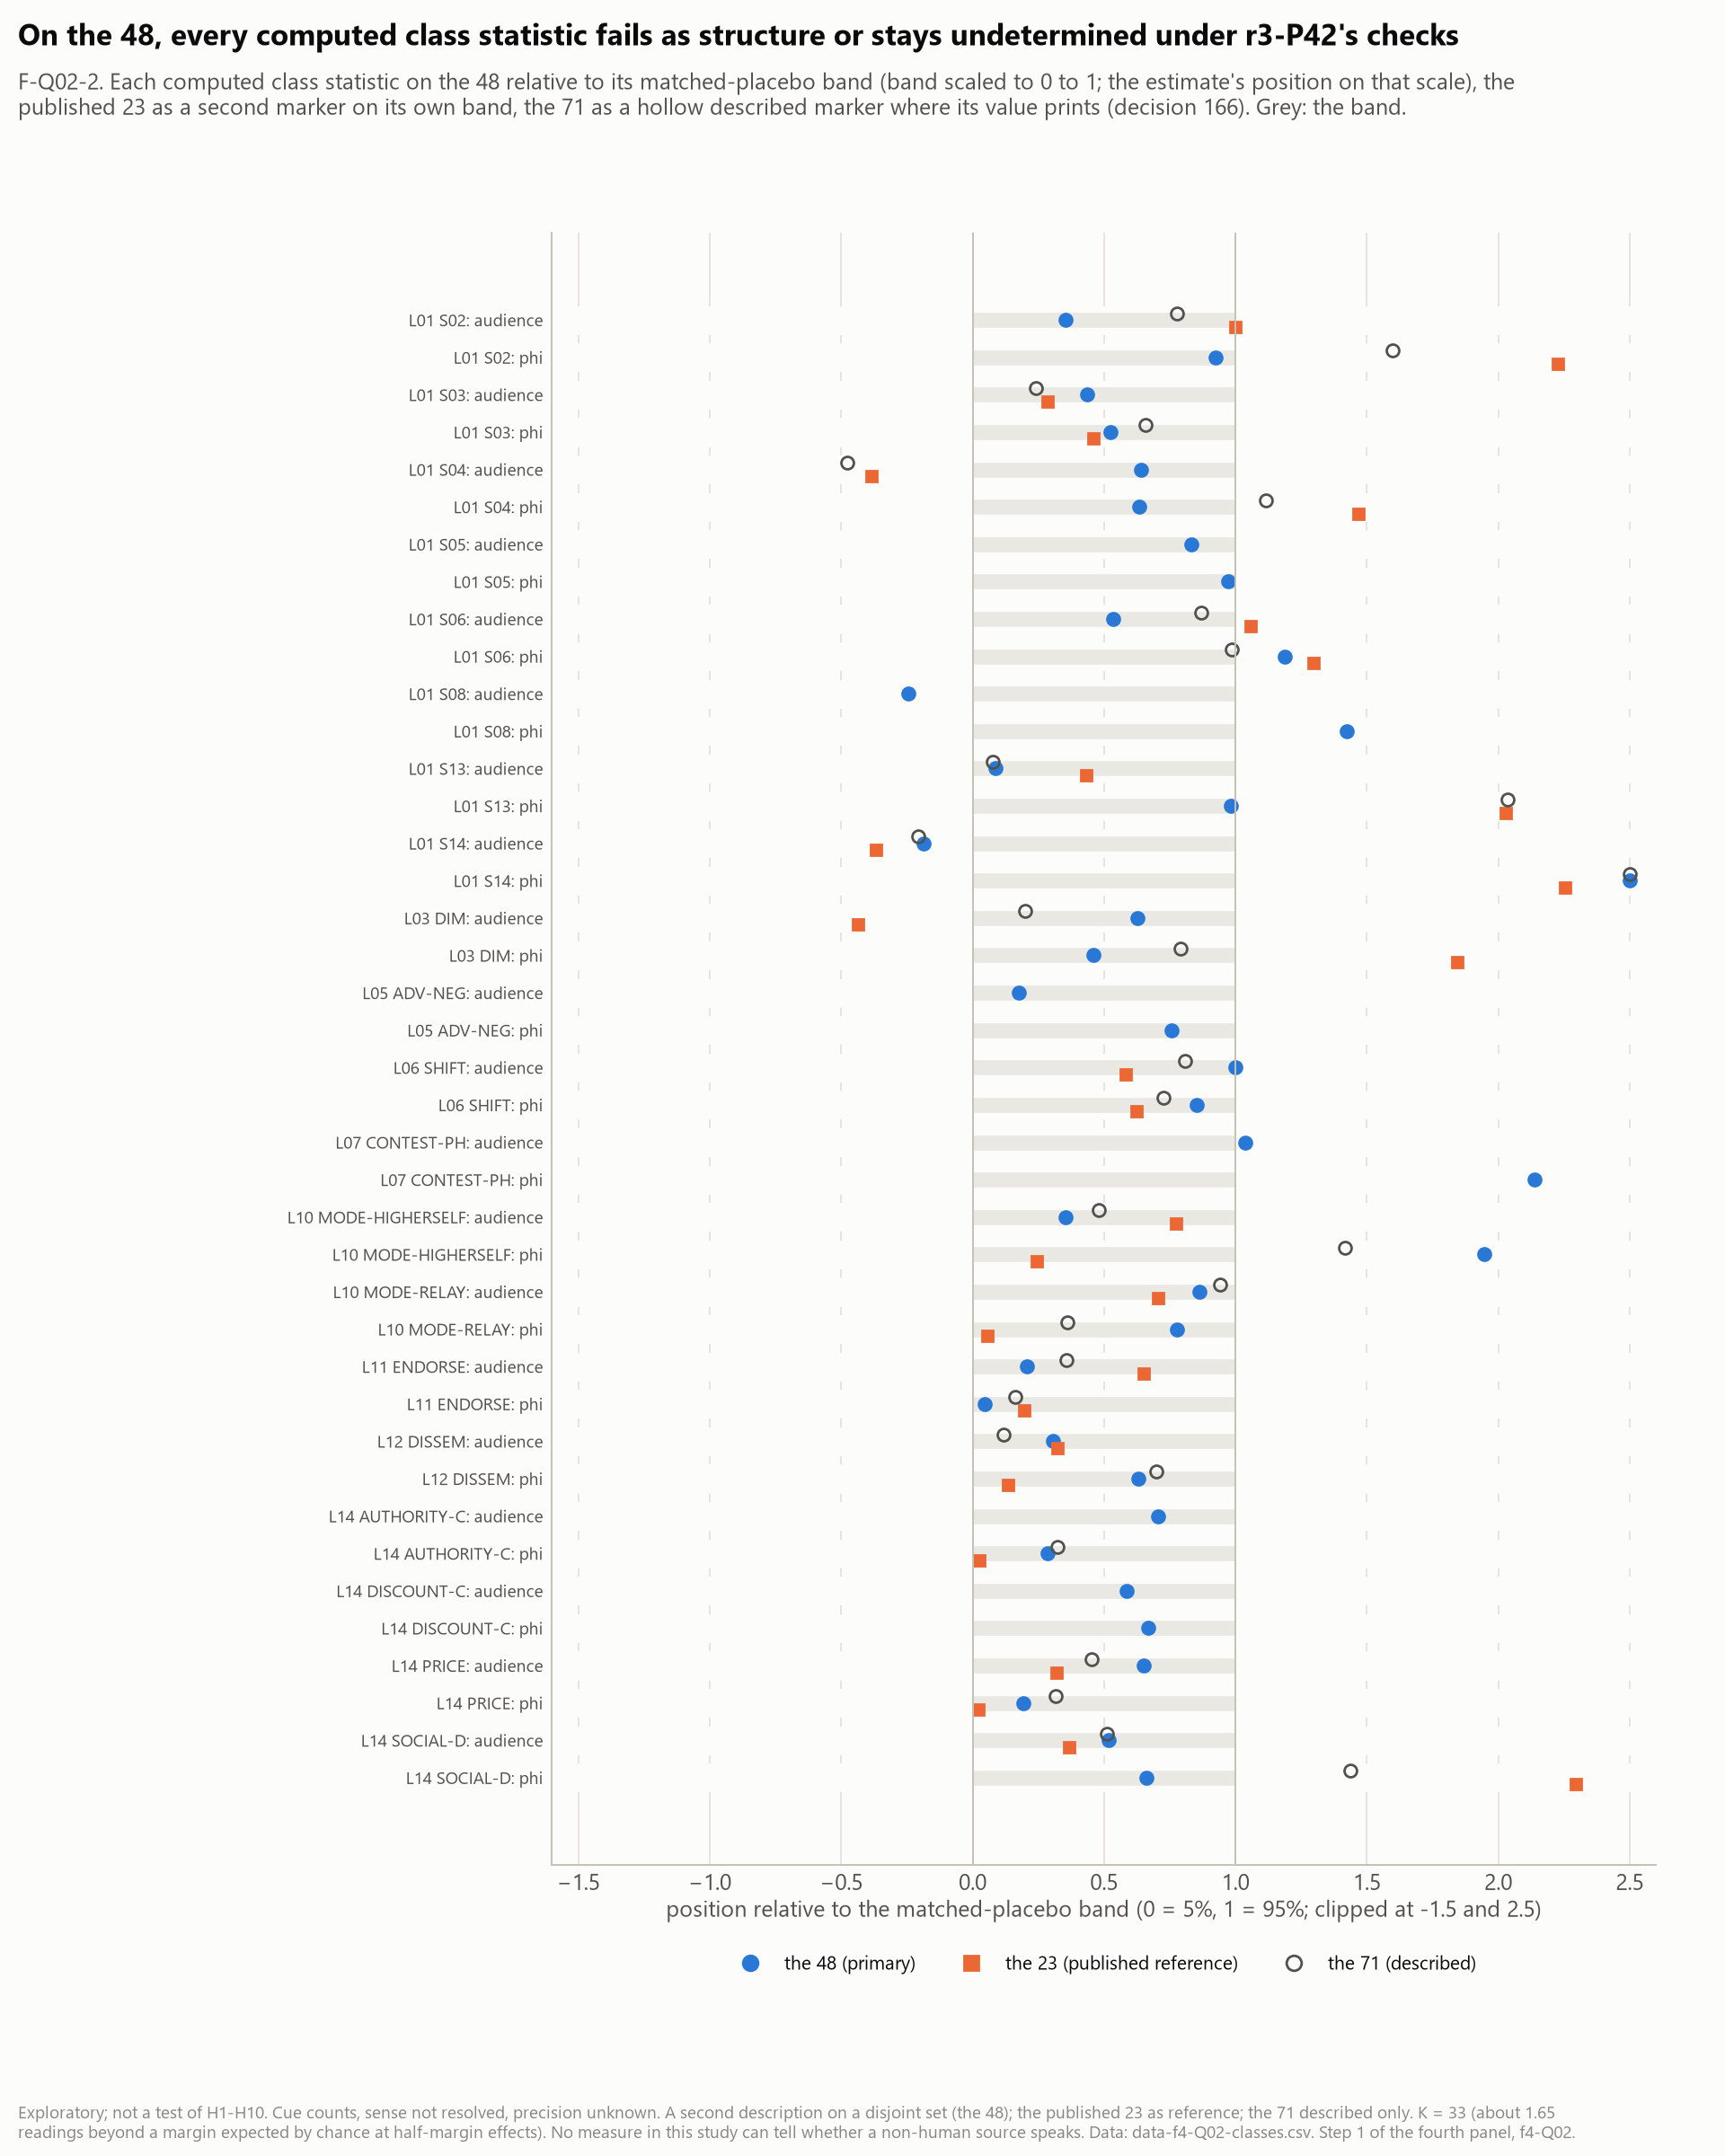 On the 48, every computed class statistic fails as structure or stays undetermined under r3-P42's checks
F-Q02-2. Each computed class statistic on the 48 relative to its matched-placebo band (band scaled to 0 to 1; the estimate's position on that scale), the
published 23 as a second marker on its own band, the 71 as a hollow described marker where its value prints (decision 166). Grey: the band.
L01 S02: audience
L01 S02: phi
L01 S03: audience
L01 S03: phi
L01 S04: audience
L01 S04: phi
L01 S05: audience
L01 S05: phi
L01 S06: audience
L01 S06: phi
L01 S08: audience
L01 S08: phi
L01 S13: audience
L01 S13: phi
L01 S14: audience
L01 S14: phi
L03 DIM: audience
L03 DIM: phi
L05 ADV-NEG: audience
L05 ADV-NEG: phi
L06 SHIFT: audience
L06 SHIFT: phi
L07 CONTEST-PH: audience
L07 CONTEST-PH: phi
L10 MODE-HIGHERSELF: audience
L10 MODE-HIGHERSELF: phi
L10 MODE-RELAY: audience
L10 MODE-RELAY: phi
L11 ENDORSE: audience
L11 ENDORSE: phi
L12 DISSEM: audience
L12 DISSEM: phi
L14 AUTHORITY-C: audience
L14 AUTHORITY-C: phi
L14 DISCOUNT-C: audience
L14 DISCOUNT-C: phi
L14 PRICE: audience
L14 PRICE: phi
L14 SOCIAL-D: audience
L14 SOCIAL-D: phi
−1.5 −1.0 −0.5 0.0 0.5 1.0 1.5 2.0 2.5
position relative to the matched-placebo band (0 = 5%, 1 = 95%; clipped at -1.5 and 2.5)
the 48 (primary) the 23 (published reference) the 71 (described)
Exploratory; not a test of H1-H10. Cue counts, sense not resolved, precision unknown. A second description on a disjoint set (the 48); the published 23 as reference; the 71 described only. K = 33 (about 1.65
readings beyond a margin expected by chance at half-margin effects). No measure in this study can tell whether a non-human source speaks. Data: data-f4-Q02-classes.csv. Step 1 of the fourth panel, f4-Q02.